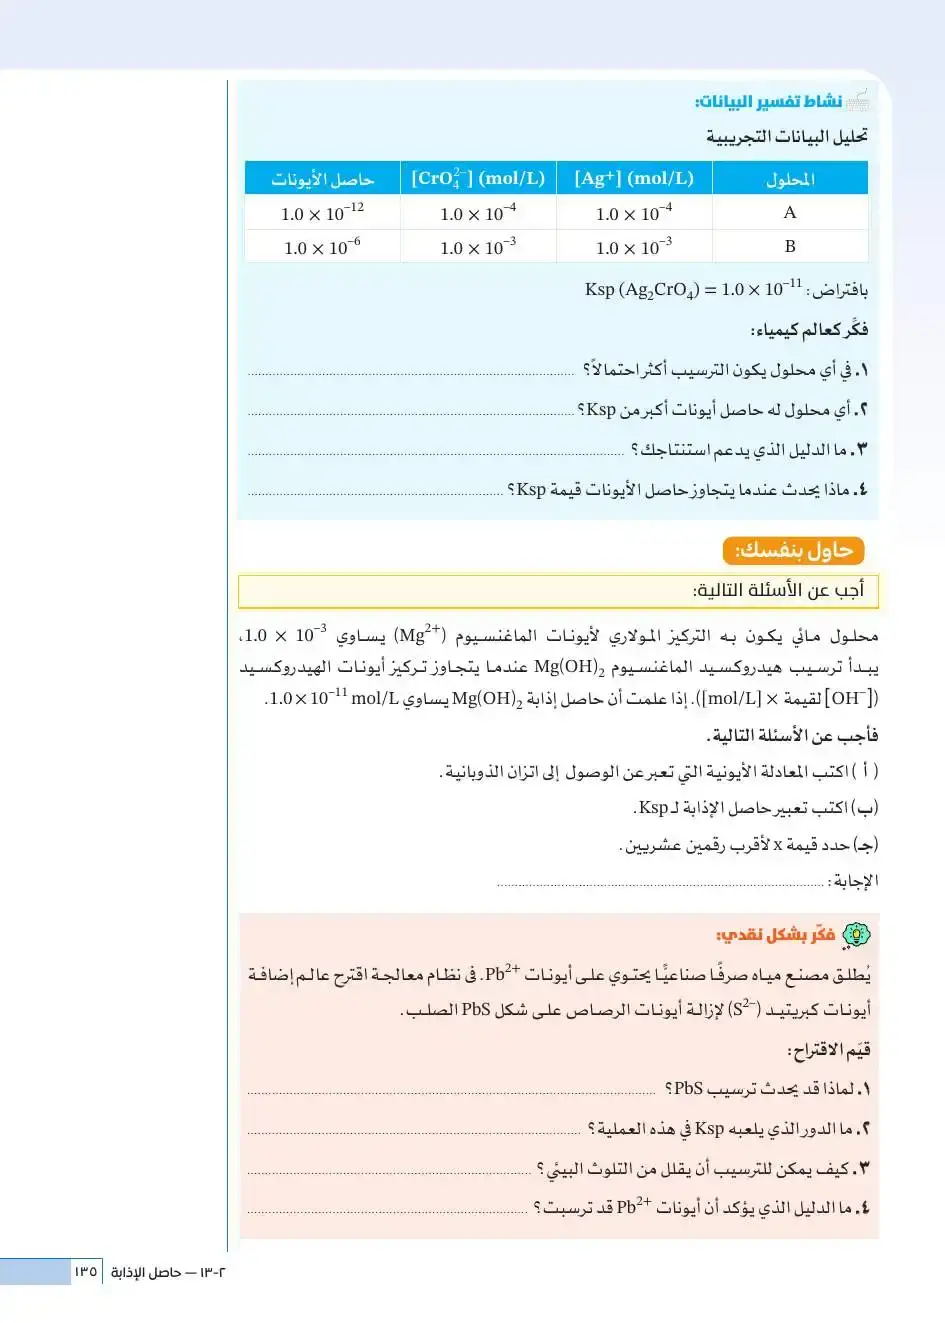 نشاط تفسير البيانات:
تحليل البيانات التجريبية
المحلول	[Ag⁺] (mol/L)	[CrO₄²⁻] (mol/L)	حاصل الأيونات
A	1.0 × 10⁻⁴	1.0 × 10⁻⁴	1.0 × 10⁻¹²
B	1.0 × 10⁻³	1.0 × 10⁻³	1.0 × 10⁻⁶
بافتراض: Ksp (Ag₂CrO₄) = 1.0 × 10⁻¹¹
فكّر كعالم كيمياء:
١. في أي محلول يكون الترسيب أكثر احتمالاً؟
٢. أي محلول له حاصل أيونات أكبر من Ksp؟
٣. ما الدليل الذي يدعم استنتاجك؟
٤. ماذا يحدث عندما يتجاوز حاصل الأيونات قيمة Ksp؟
حاول بنفسك:
أجب عن الأسئلة التالية:
محلول مائي يكون به التركيز المولاري لأيونات الماغنسيوم (Mg²⁺) يساوي 1.0 × 10⁻³،
يبدأ ترسيب هيدروكسيد الماغنسيوم Mg(OH)₂ عندما يتجاوز تركيز أيونات الهيدروكسيد
([OH⁻] لقيمة × [mol/L]). إذا علمت أن حاصل إذابة Mg(OH)₂ يساوي 1.0 × 10⁻¹¹ mol/L.
فأجب عن الأسئلة التالية.
( أ ) اكتب المعادلة الأيونية التي تعبر عن الوصول إلى اتزان الذوبانية.
(ب) اكتب تعبير حاصل الإذابة لـ Ksp.
(جـ) حدد قيمة x لأقرب رقمين عشريين.
الإجابة:
فكّر بشكل نقدي:
يُطلق مصنع مياه صرفًا صناعيًّا يحتوي على أيونات Pb²⁺. في نظام معالجة اقترح عالم إضافة
أيونات كبريتيد (S²⁻) لإزالة أيونات الرصاص على شكل PbS الصلب.
قيّم الاقتراح:
١. لماذا قد يحدث ترسيب PbS؟
٢. ما الدور الذي يلعبه Ksp في هذه العملية؟
٣. كيف يمكن للترسيب أن يقلل من التلوث البيئي؟
٤. ما الدليل الذي يؤكد أن أيونات Pb²⁺ قد ترسبت؟
١٣-٢ — حاصل الإذابة ١٣٥